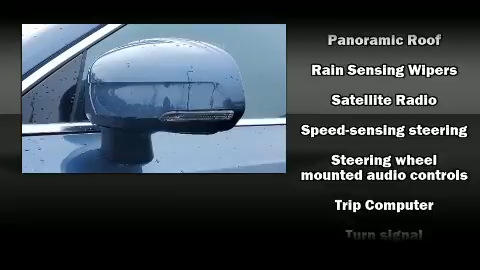 Panoramic Roof
Rain Sensing Wipers
Satellite Radio
Speed-sensing steering
Steering wheel
mounted audio controls
Trip Computer
Turn signal